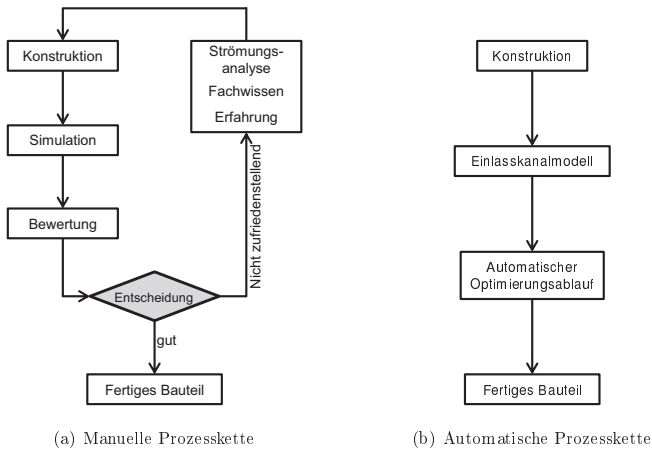 Konstruktion
Simulation
Bewertung
Entscheidung
Nicht zufriedenstellend
Strömungs-
analyse
Fachwissen
Erfahrung
gut
Fertiges Bauteil
(a) Manuelle Prozesskette
Konstruktion
Einlasskanalmodell
Automatischer
Optimierungsablauf
Fertiges Bauteil
(b) Automatische Prozesskette